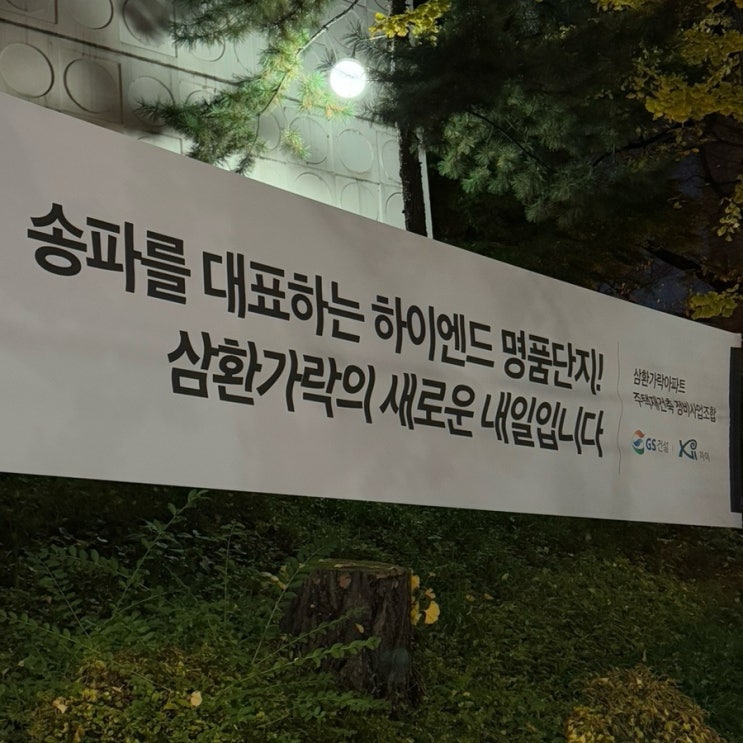 송파를 대표하는 하이엔드 명품단지!
삼환가락의 새로운 내일입니다
삼환가락아파트
주택재건축 정비사업조합
GS건설 | Xi 자이